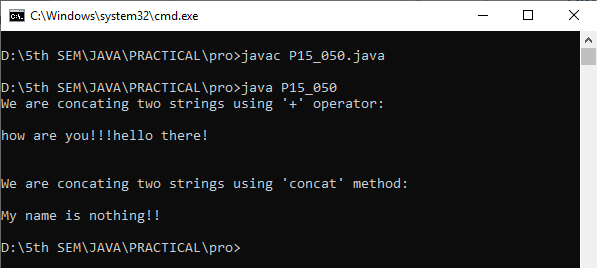 C:\Windows\system32\cmd.exe
D:\5th SEM\JAVA\PRACTICAL\pro>javac P15_050.java
D:\5th SEM\JAVA\PRACTICAL\pro>java P15_050
We are concating two strings using '+' operator:
how are you!!!hello there!
We are concating two strings using 'concat' method:
My name is nothing!!
D:\5th SEM\JAVA\PRACTICAL\pro>